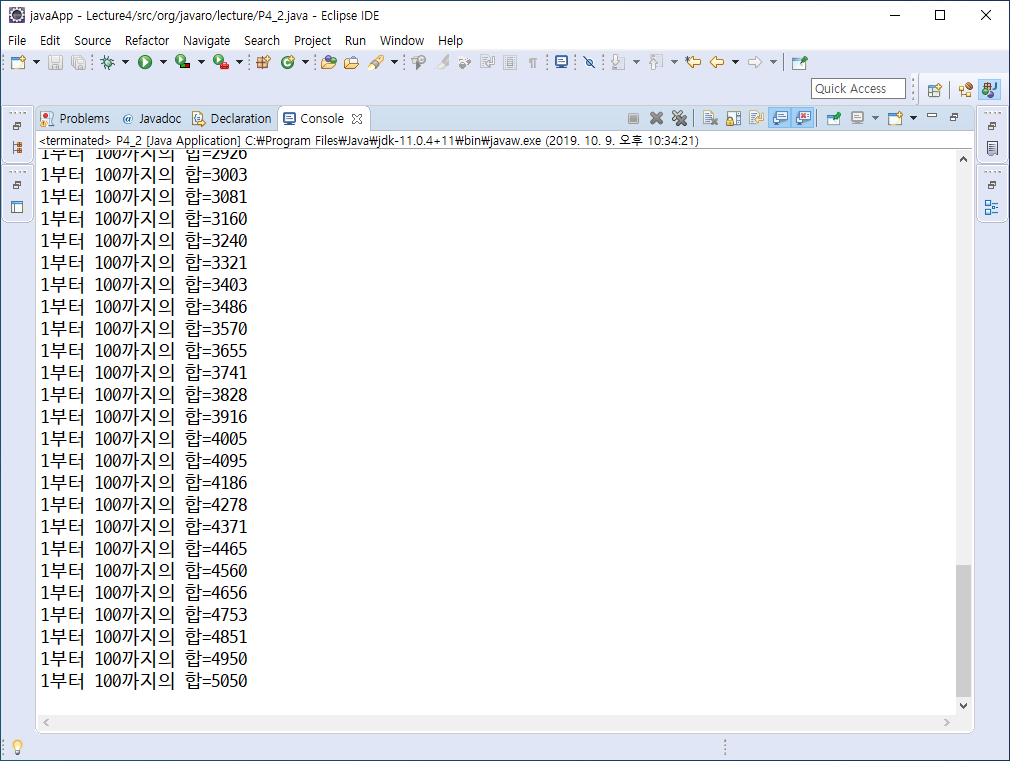 javaApp - Lecture4/src/org/javaro/lecture/P4_2.java - Eclipse IDE
File Edit Source Refactor Navigate Search Project Run Window Help
Quick Access
Problems @ Javadoc Declaration Console
<terminated> P4_2 [Java Application] C:₩Program Files₩Java₩jdk-11.0.4+11₩bin₩javaw.exe (2019. 10. 9. 오후 10:34:21)
1부터 100까지의 합=2926
1부터 100까지의 합=3003
1부터 100까지의 합=3081
1부터 100까지의 합=3160
1부터 100까지의 합=3240
1부터 100까지의 합=3321
1부터 100까지의 합=3403
1부터 100까지의 합=3486
1부터 100까지의 합=3570
1부터 100까지의 합=3655
1부터 100까지의 합=3741
1부터 100까지의 합=3828
1부터 100까지의 합=3916
1부터 100까지의 합=4005
1부터 100까지의 합=4095
1부터 100까지의 합=4186
1부터 100까지의 합=4278
1부터 100까지의 합=4371
1부터 100까지의 합=4465
1부터 100까지의 합=4560
1부터 100까지의 합=4656
1부터 100까지의 합=4753
1부터 100까지의 합=4851
1부터 100까지의 합=4950
1부터 100까지의 합=5050